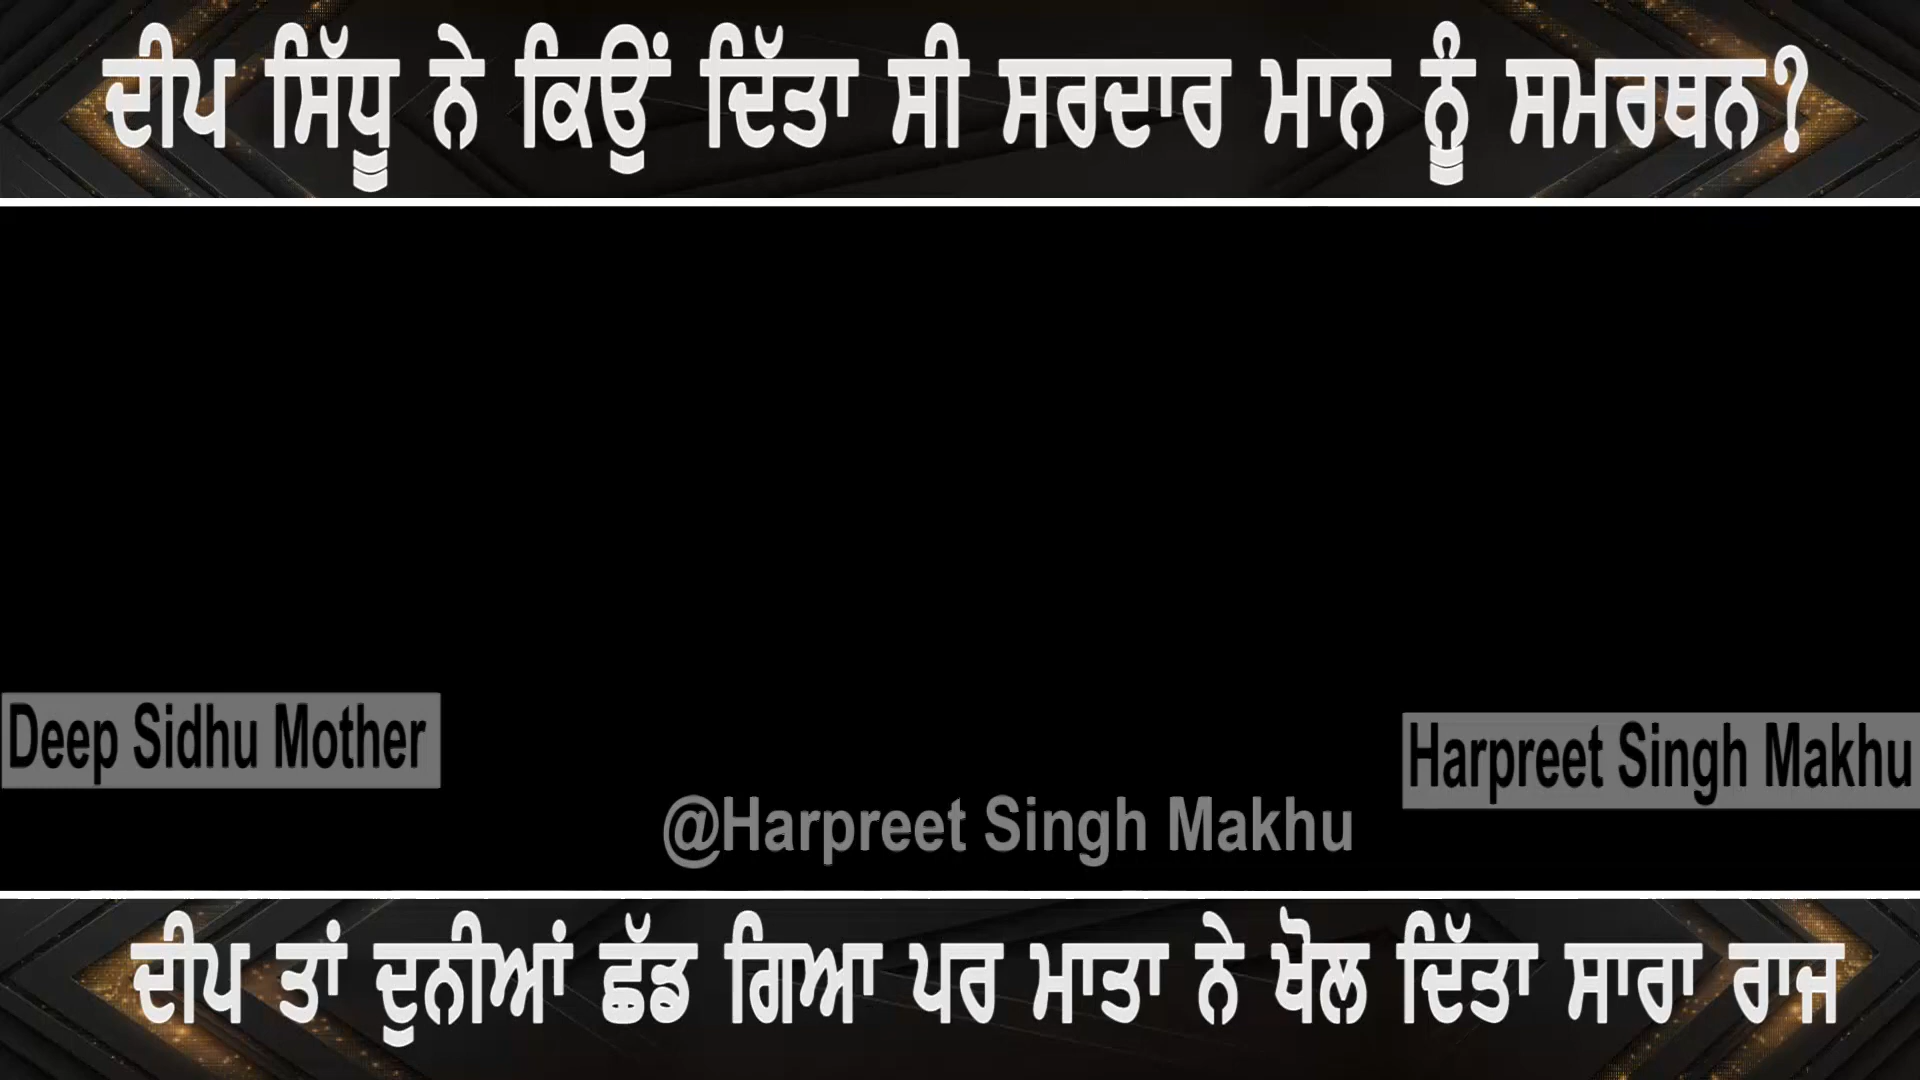 ਦੀਪ ਸਿੱਧੂ ਨੇ ਕਿਉਂ ਦਿੱਤਾ ਸੀ ਸਰਦਾਰ ਮਾਨ ਨੂੰ ਸਮਰਥਨ?
Deep Sidhu Mother
Harpreet Singh Makhu
@Harpreet Singh Makhu
ਦੀਪ ਤਾਂ ਦੁਨੀਆਂ ਛੱਡ ਗਿਆ ਪਰ ਮਾਤਾ ਨੇ ਖੋਲ ਦਿੱਤਾ ਸਾਰਾ ਰਾਜ